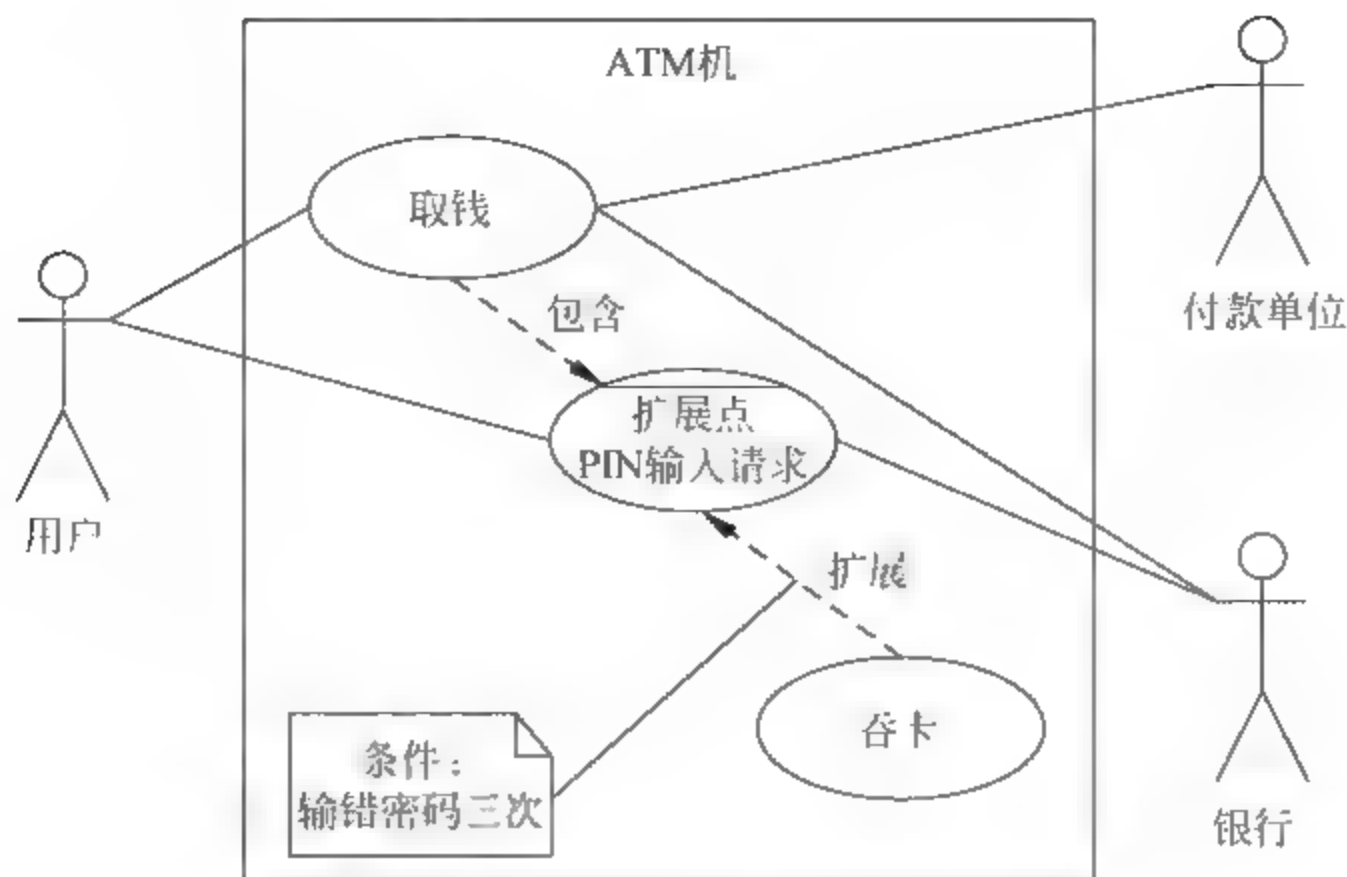 ATM机
取钱
包含
付款单位
扩展点
PIN输入请求
用户
扩展
吞卡
条件：
输错密码三次
银行